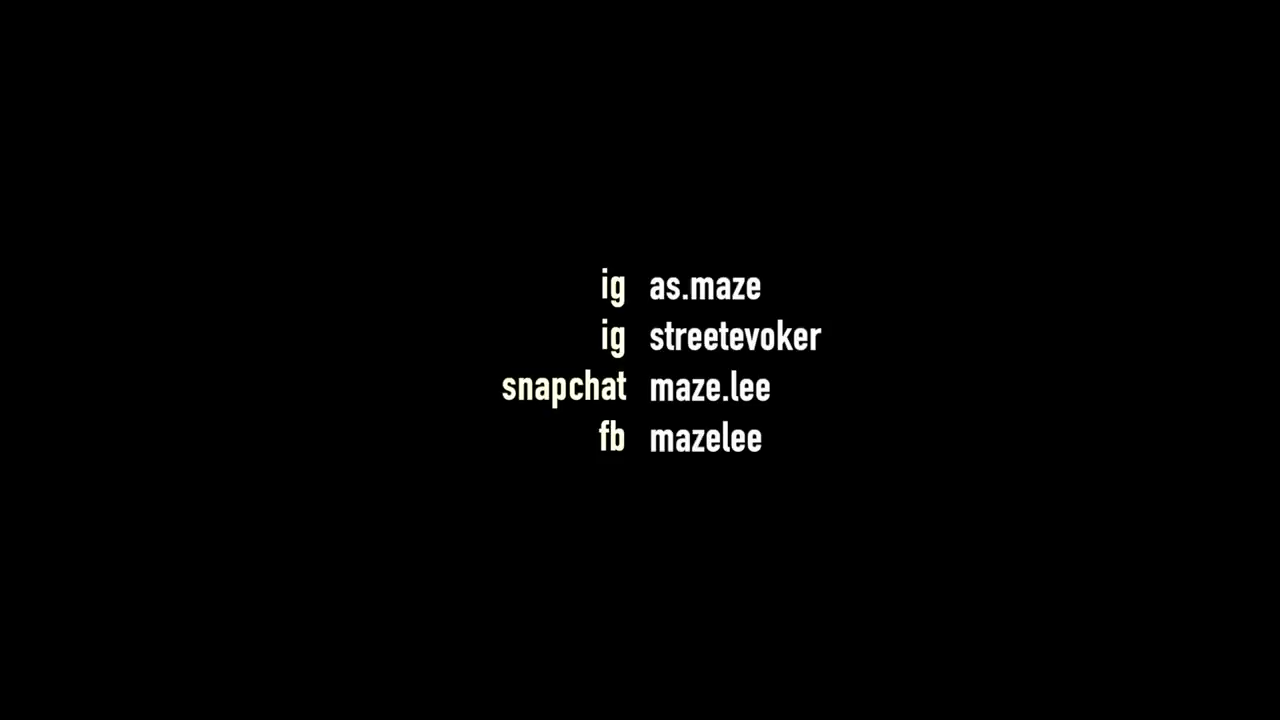 ig as.maze
ig streetevoker
snapchat maze.lee
fb mazelee